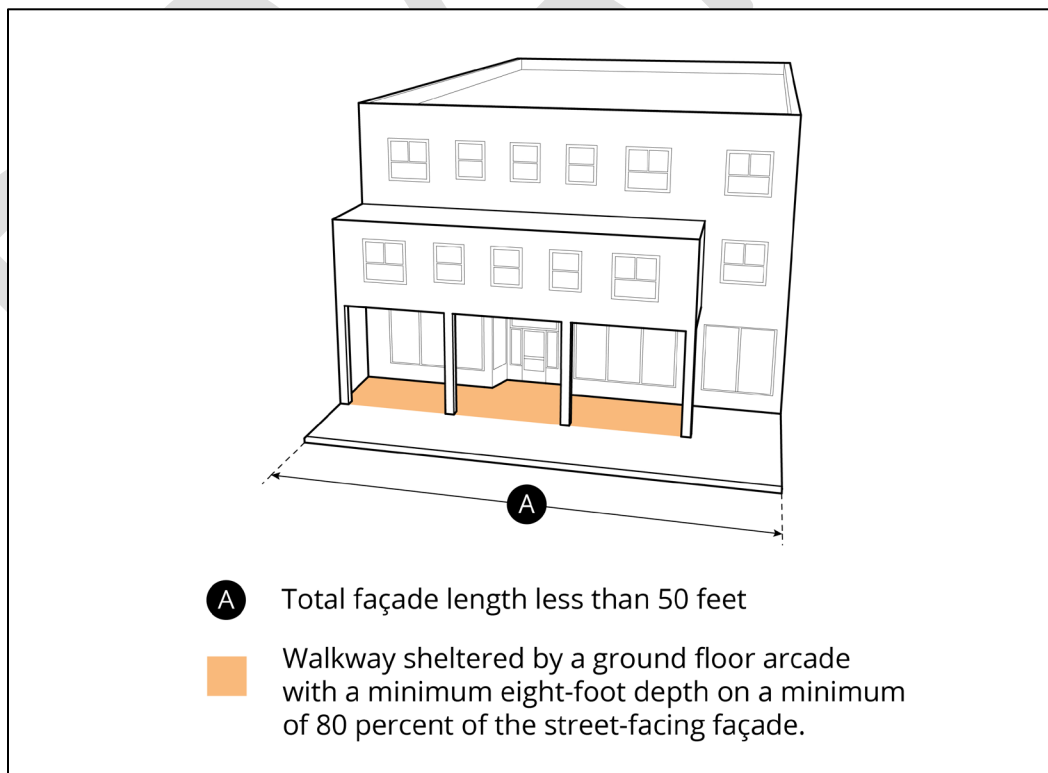 A
A Total façade length less than 50 feet
Walkway sheltered by a ground floor arcade
with a minimum eight-foot depth on a minimum
of 80 percent of the street-facing façade.